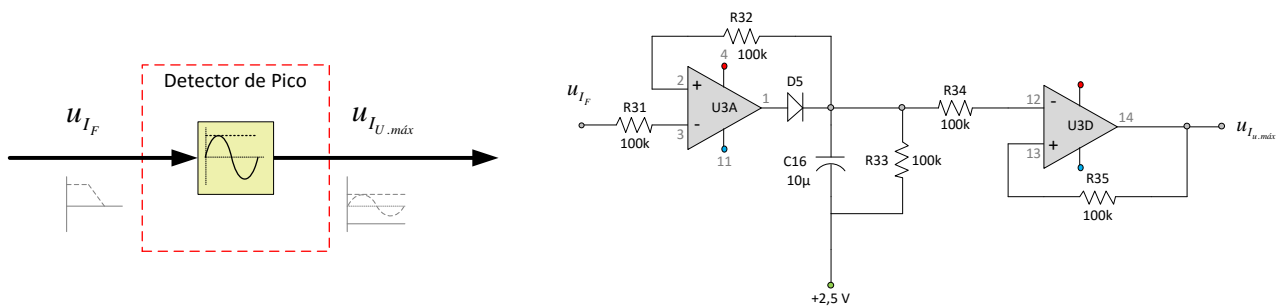 Detector de Pico
u_{I_F}
u_{I_{U.máx}}
R32
100k
4
2
+
U3A
1
D5
u_{I_F}
R31
100k
3
-
11
C16
10µ
R33
100k
R34
100k
12
-
U3D
14
13
+
R35
100k
u_{I_{u.máx}}
+2,5 V